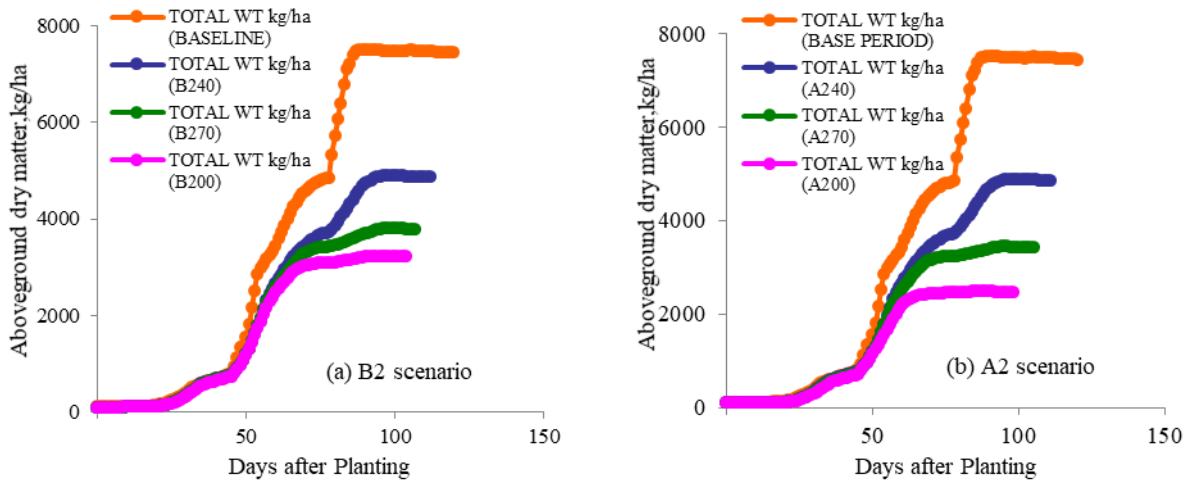 Aboveground dry matter,kg/ha
8000
6000
4000
2000
0
50
100
150
Days after Planting
TOTAL WT kg/ha
(BASELINE)
TOTAL WT kg/ha
(B240)
TOTAL WT kg/ha
(B270)
TOTAL WT kg/ha
(B200)
(a) B2 scenario
Aboveground dry matter,kg/ha
8000
6000
4000
2000
0
50
100
150
Days after Planting
TOTAL WT kg/ha
(BASE PERIOD)
TOTAL WT kg/ha
(A240)
TOTAL WT kg/ha
(A270)
TOTAL WT kg/ha
(A200)
(b) A2 scenario